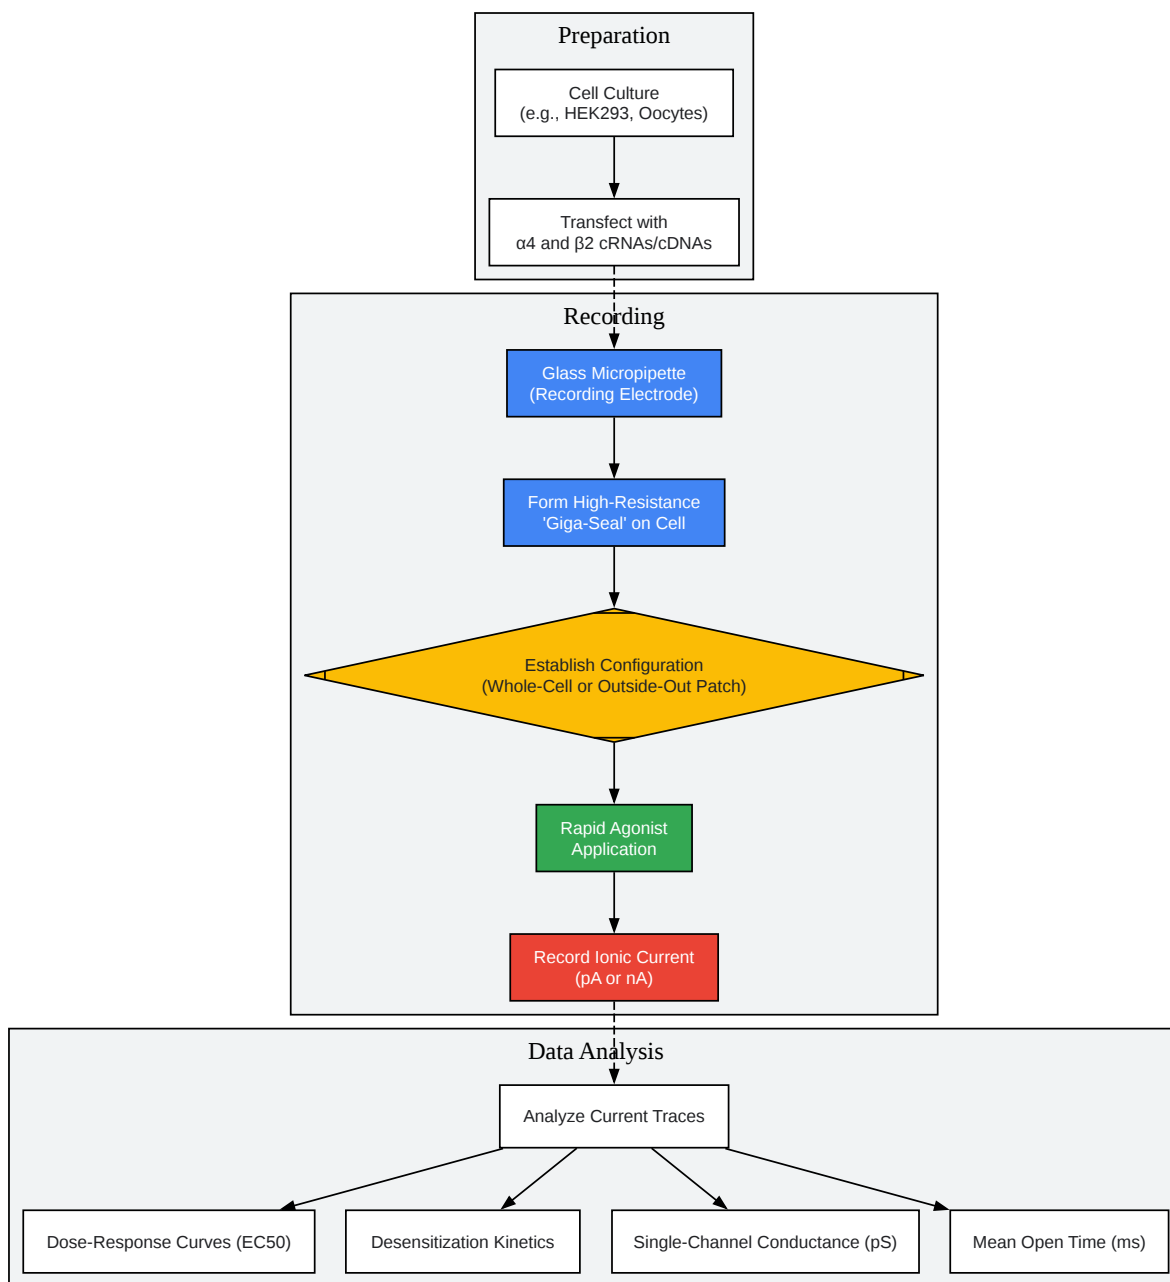 Preparation
Cell Culture
(e.g., HEK293, Oocytes)
Transfect with
α4 and β2 cRNAs/cDNAs
Recording
Glass Micropipette
(Recording Electrode)
Form High-Resistance
'Giga-Seal' on Cell
Establish Configuration
(Whole-Cell or Outside-Out Patch)
Rapid Agonist
Application
Record Ionic Current
(pA or nA)
Data Analysis
Analyze Current Traces
Dose-Response Curves (EC50)
Desensitization Kinetics
Single-Channel Conductance (pS)
Mean Open Time (ms)